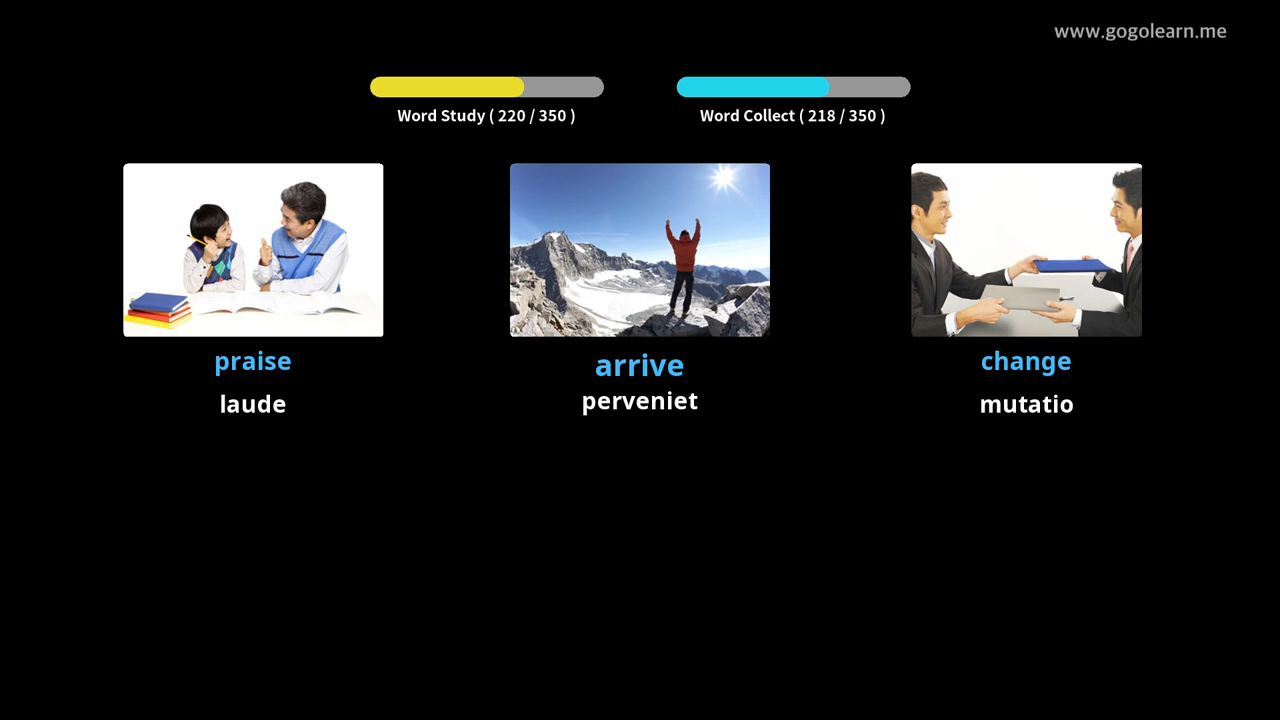 www.gogolearn.me
Word Study ( 220 / 350 )
Word Collect ( 218 / 350 )
praise
laude
arrive
perveniet
change
mutatio